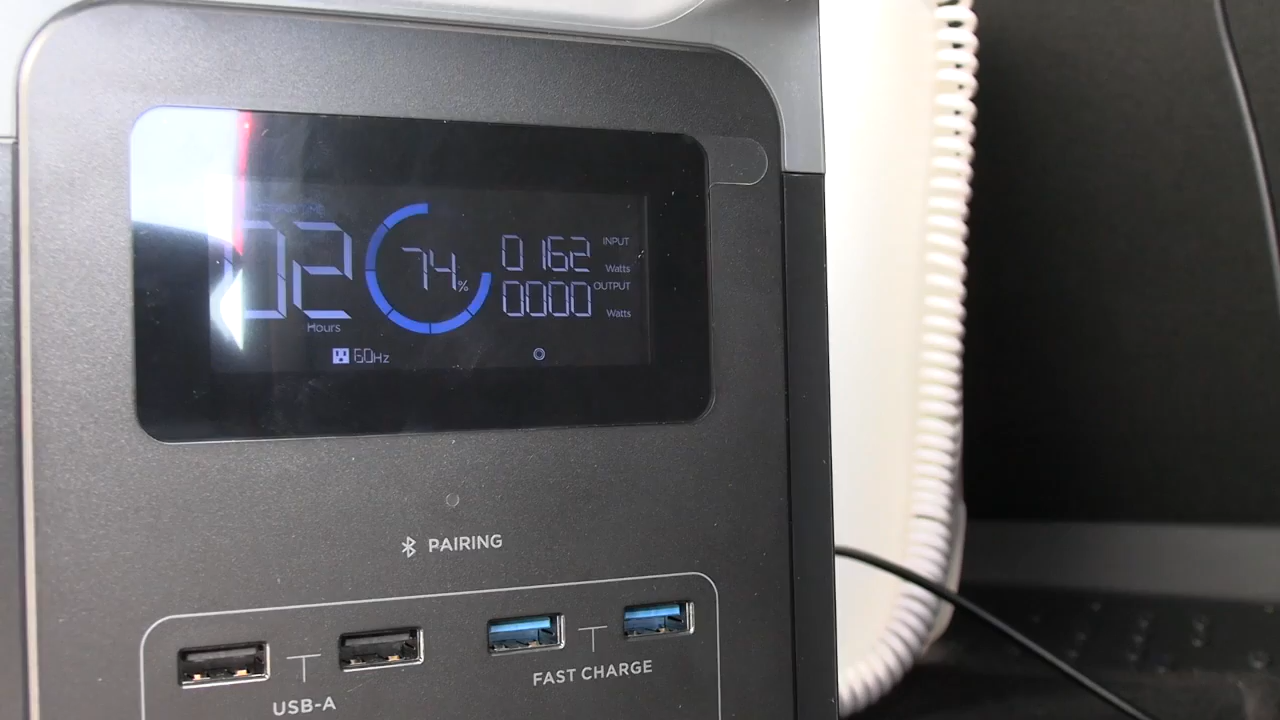 02
Hours
74%
0162 INPUT
Watts
0000 OUTPUT
Watts
60Hz
PAIRING
USB-A
FAST CHARGE